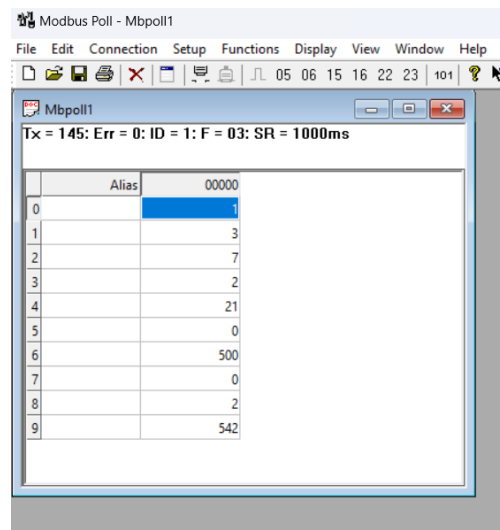 Modbus Poll - Mbpoll1
File Edit Connection Setup Functions Display View Window Help
05 06 15 16 22 23 101
Mbpoll1
Tx = 145: Err = 0: ID = 1: F = 03: SR = 1000ms
Alias 00000
0 1
1 3
2 7
3 2
4 21
5 0
6 500
7 0
8 2
9 542